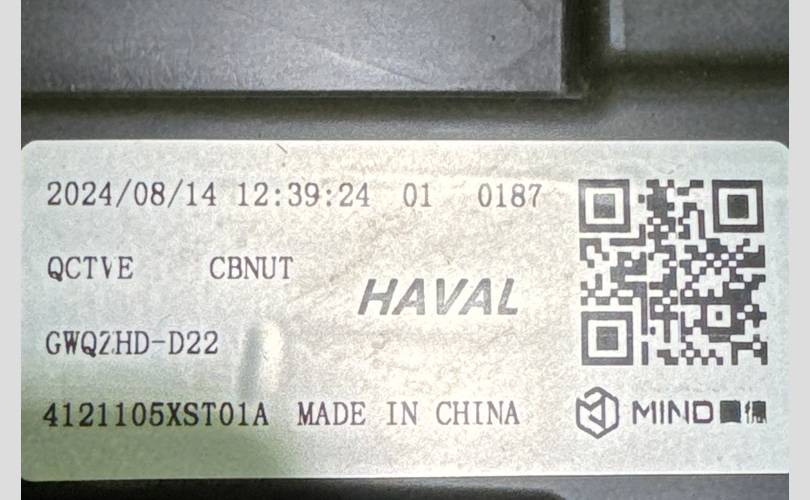 2024/08/14 12:39:24 01 0187
QCTVE CBNUT
HAVAL
GWQZHD-D22
4121105XST01A MADE IN CHINA
MIND